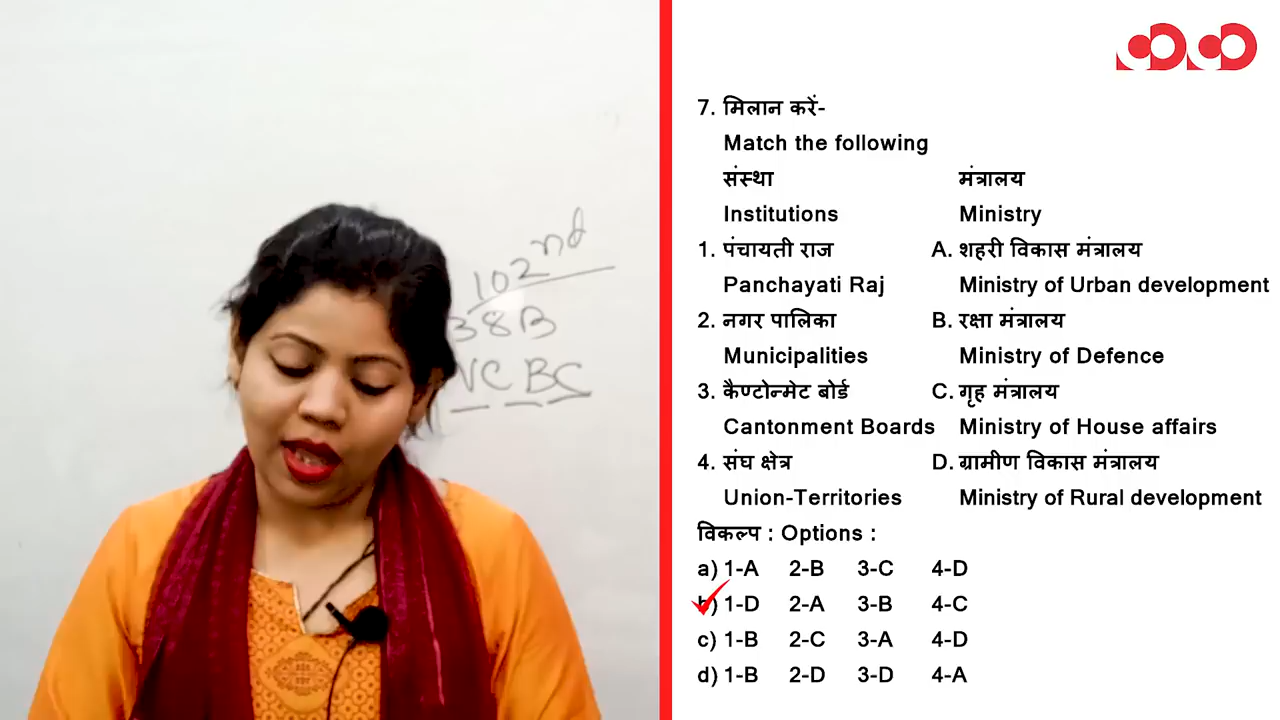 102nd
38B
NCBC
7. मिलान करें-
Match the following
संस्था मंत्रालय
Institutions Ministry
1. पंचायती राज A. शहरी विकास मंत्रालय
Panchayati Raj Ministry of Urban development
2. नगर पालिका B. रक्षा मंत्रालय
Municipalities Ministry of Defence
3. कैण्टोन्मेट बोर्ड C. गृह मंत्रालय
Cantonment Boards Ministry of House affairs
4. संघ क्षेत्र D. ग्रामीण विकास मंत्रालय
Union-Territories Ministry of Rural development
विकल्प : Options :
a) 1-A 2-B 3-C 4-D
b) 1-D 2-A 3-B 4-C
c) 1-B 2-C 3-A 4-D
d) 1-B 2-D 3-D 4-A